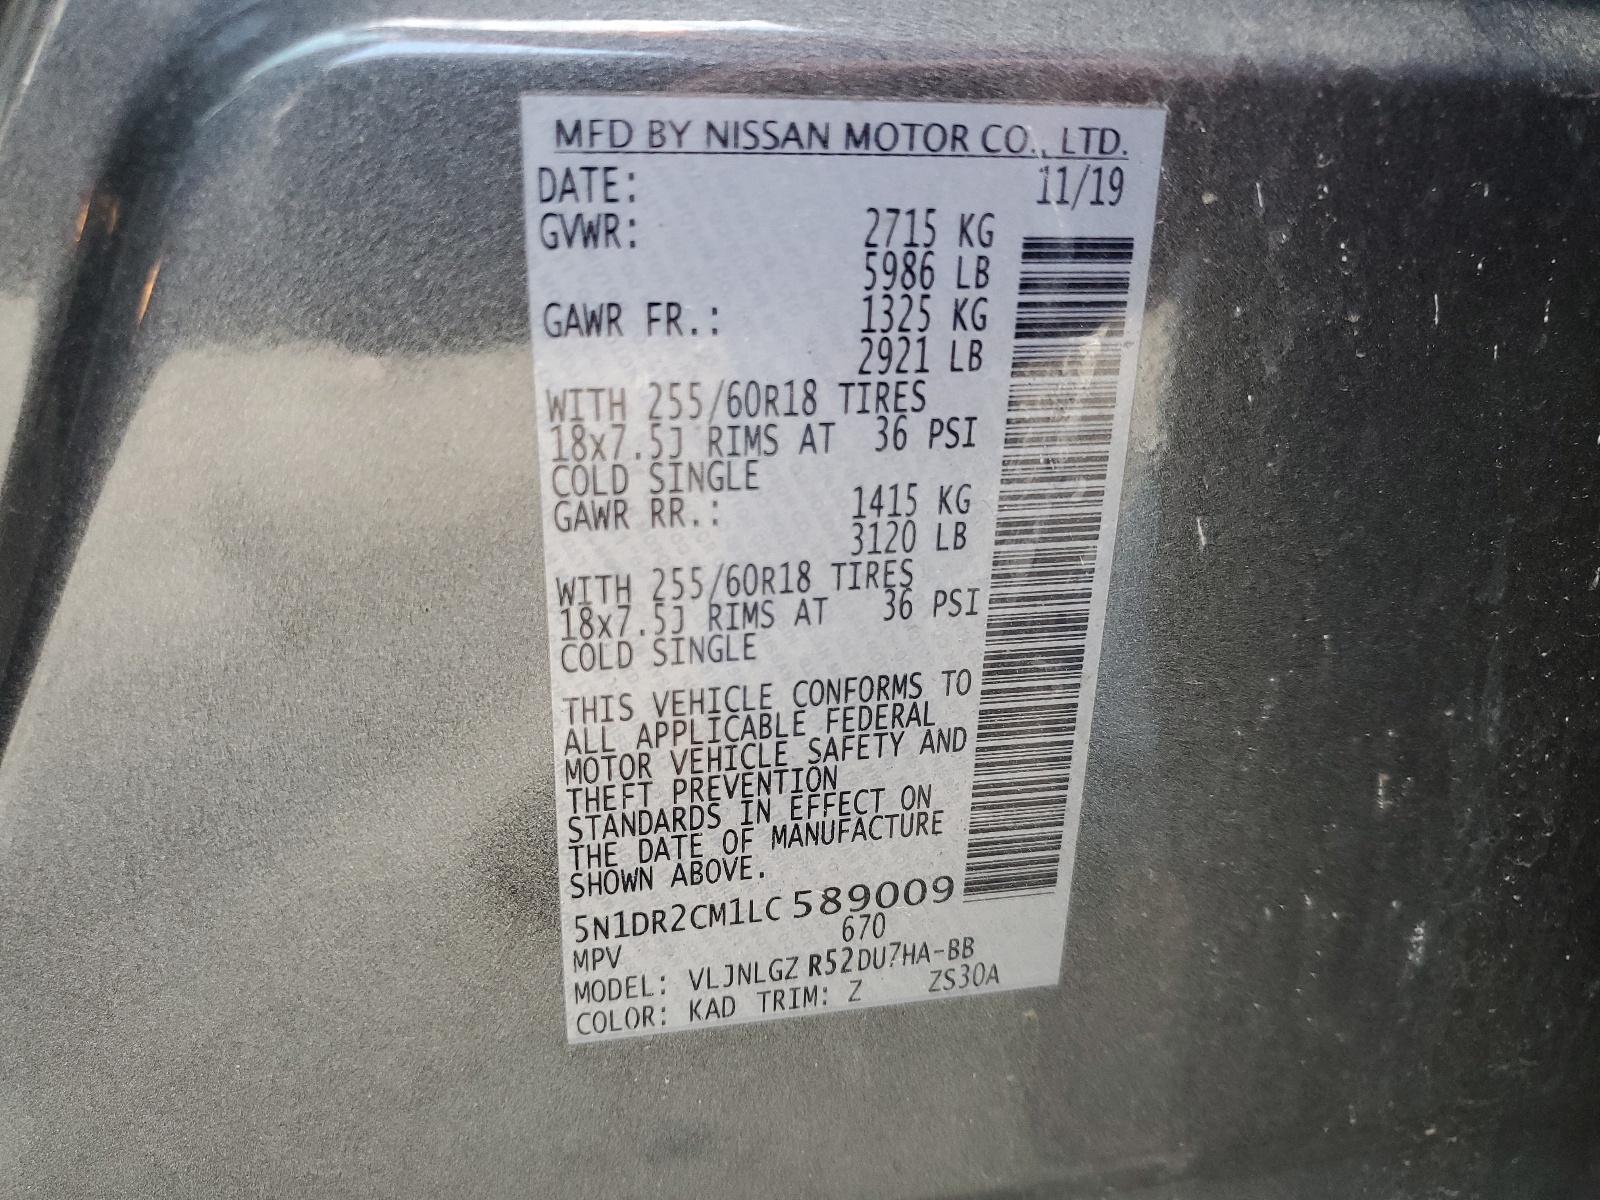 MFD BY NISSAN MOTOR CO., LTD.
DATE: 11/19
GVWR: 2715 KG
5986 LB
GAWR FR.: 1325 KG
2921 LB
WITH 255/60R18 TIRES
18x7.5J RIMS AT 36 PSI
COLD SINGLE
GAWR RR.: 1415 KG
3120 LB
WITH 255/60R18 TIRES
18x7.5J RIMS AT 36 PSI
COLD SINGLE
THIS VEHICLE CONFORMS TO
ALL APPLICABLE FEDERAL
MOTOR VEHICLE SAFETY AND
THEFT PREVENTION
STANDARDS IN EFFECT ON
THE DATE OF MANUFACTURE
SHOWN ABOVE.
5N1DR2CM1LC589009
MPV 670
MODEL: VLJNLGZ R52DU7HA-BB
COLOR: KAD TRIM: Z ZS30A